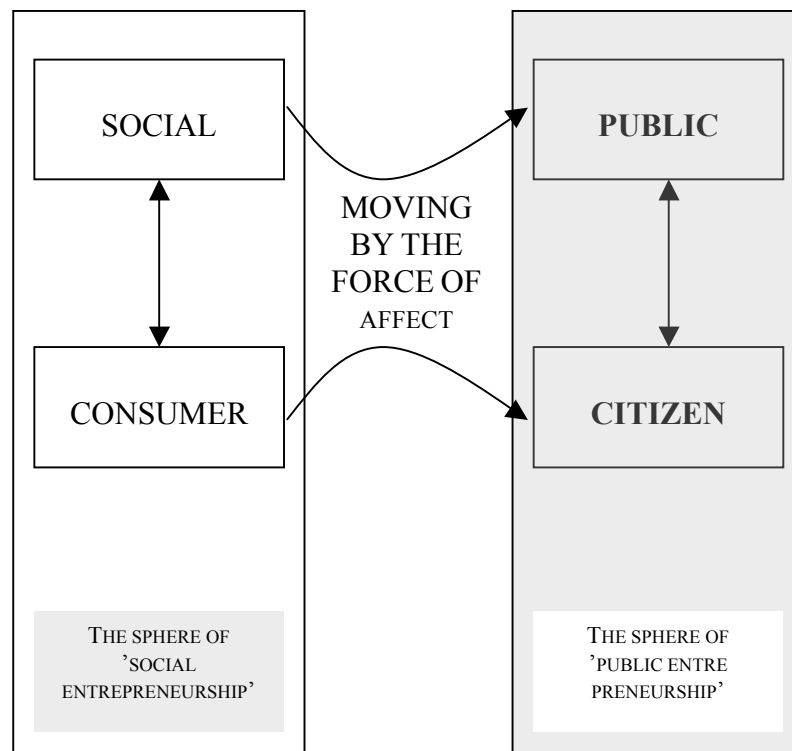 SOCIAL
PUBLIC
MOVING
BY THE
FORCE OF
AFFECT
CONSUMER
CITIZEN
THE SPHERE OF
’SOCIAL
ENTREPRENEURSHIP’
THE SPHERE OF
’PUBLIC ENTRE
PRENEURSHIP’